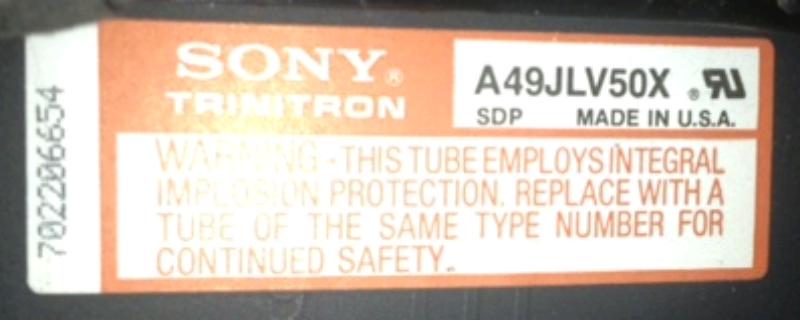 SONY®
TRINITRON
A49JLV50X ®
SDP MADE IN U.S.A.
WARNING - THIS TUBE EMPLOYS INTEGRAL
IMPLOSION PROTECTION. REPLACE WITH A
TUBE OF THE SAME TYPE NUMBER FOR
CONTINUED SAFETY.
702206654